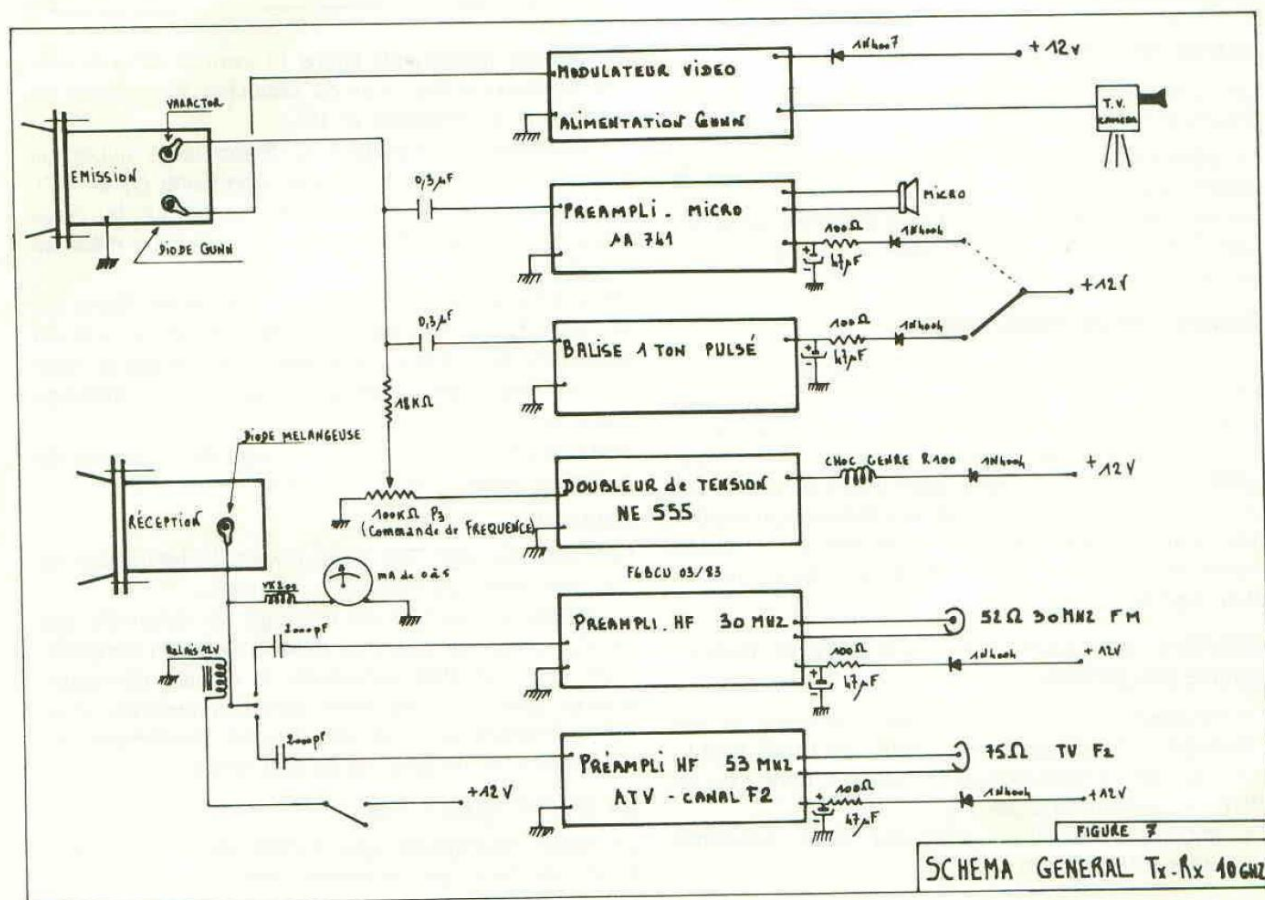 1N4007
+12V
MODULATEUR VIDEO
ALIMENTATION GUNN
T.V.
CAMERA
VARACTOR
EMISSION
DIODE GUNN
0,3µF
PREAMPLI. MICRO
µA 741
MICRO
100Ω
1N4004
47µF
+12V
0,3µF
BALISE 1 TON PULSÉ
100Ω
1N4004
47µF
18KΩ
DIODE MELANGEUSE
RÉCEPTION
100KΩ P3
(Commande de FREQUENCE)
DOUBLEUR de TENSION
NE 555
CHOC GENRE R100
1N4004
+12V
F6BCU 03/83
VK200
mA de 0 à 5
2000pF
Relais 12V
PREAMPLI. HF 30 MHZ
52Ω 30MHZ FM
100Ω
1N4004
+12V
47µF
2000pF
PRÉAMPLI HF 53 MHZ
ATV - CANAL F2
75Ω TV F2
100Ω
1N4004
+12V
47µF
+12V
FIGURE 7
SCHEMA GENERAL Tx-Rx 10GHZ